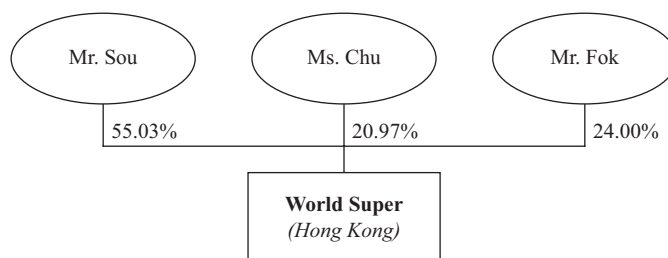 Mr. Sou
Ms. Chu
Mr. Fok
55.03%
20.97%
24.00%
World Super
(Hong Kong)